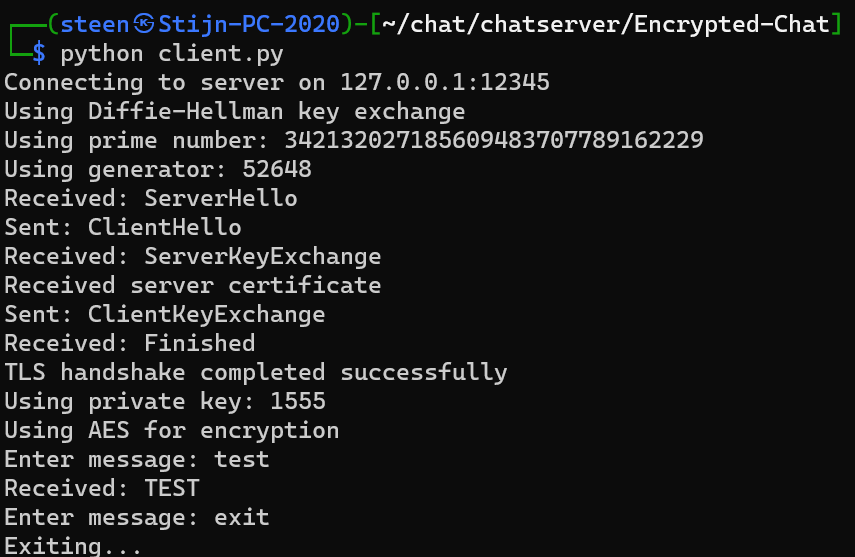 ┌──(steen㉿Stijn-PC-2020)-[~/chat/chatserver/Encrypted-Chat]
└─$ python client.py
Connecting to server on 127.0.0.1:12345
Using Diffie-Hellman key exchange
Using prime number: 342132027185609483707789162229
Using generator: 52648
Received: ServerHello
Sent: ClientHello
Received: ServerKeyExchange
Received server certificate
Sent: ClientKeyExchange
Received: Finished
TLS handshake completed successfully
Using private key: 1555
Using AES for encryption
Enter message: test
Received: TEST
Enter message: exit
Exiting...